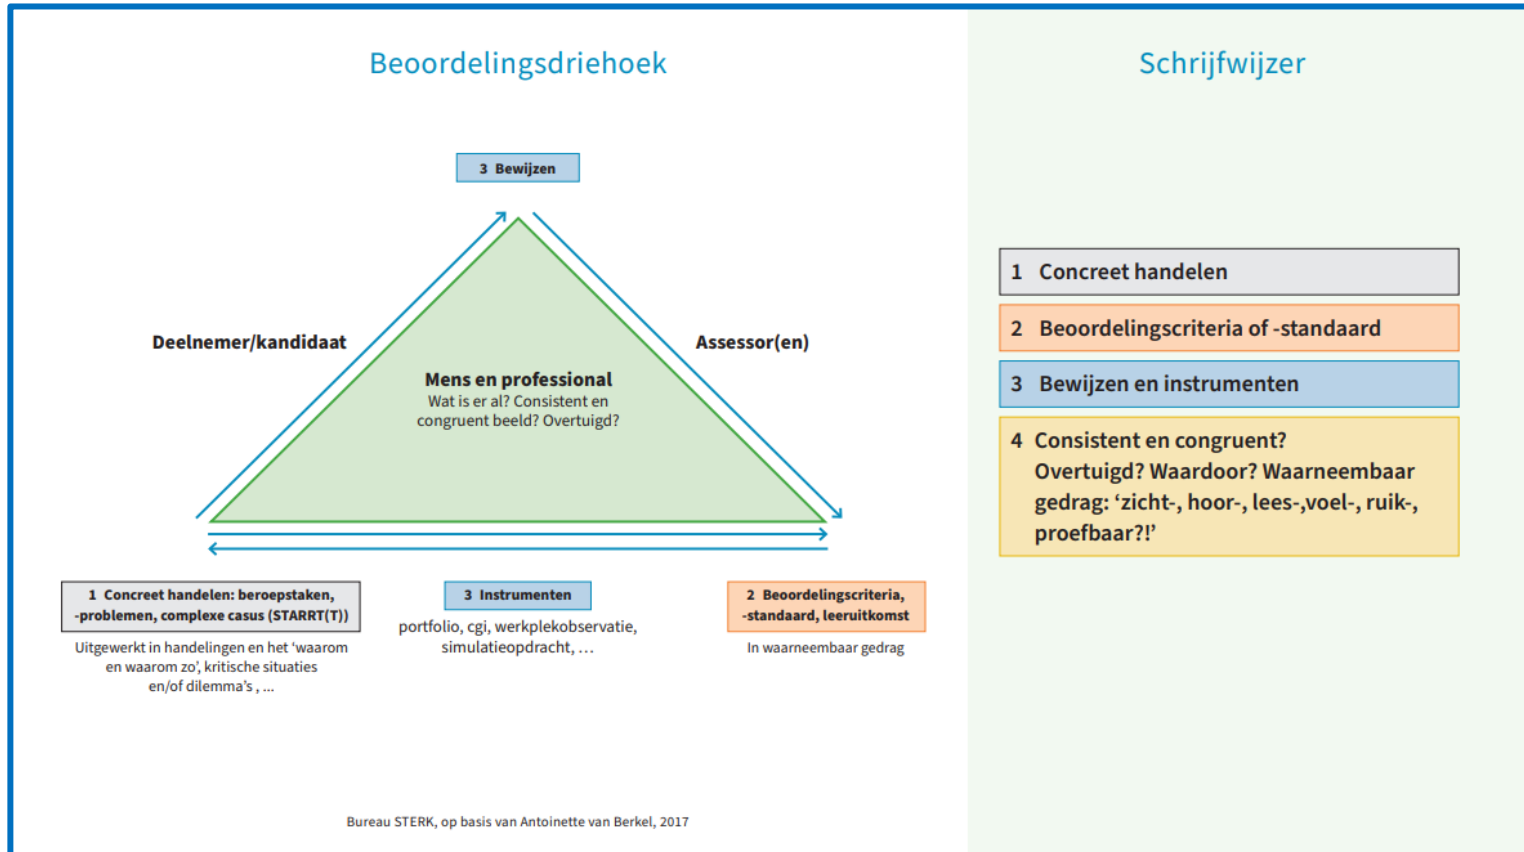 Beoordelingsdriehoek
3 Bewijzen
Deelnemer/kandidaat
Assessor(en)
Mens en professional
Wat is er al? Consistent en
congruent beeld? Overtuigd?
1 Concreet handelen: beroepstaken,
-problemen, complexe casus (STARRT(T))
Uitgewerkt in handelingen en het ‘waarom
en waarom zo’, kritische situaties
en/of dilemma’s , ...
3 Instrumenten
portfolio, cgi, werkplekobservatie,
simulatieopdracht, …
2 Beoordelingscriteria,
-standaard, leeruitkomst
In waarneembaar gedrag
Bureau STERK, op basis van Antoinette van Berkel, 2017
Schrijfwijzer
1 Concreet handelen
2 Beoordelingscriteria of -standaard
3 Bewijzen en instrumenten
4 Consistent en congruent?
Overtuigd? Waardoor? Waarneembaar
gedrag: ‘zicht-, hoor-, lees-,voel-, ruik-,
proefbaar?!’